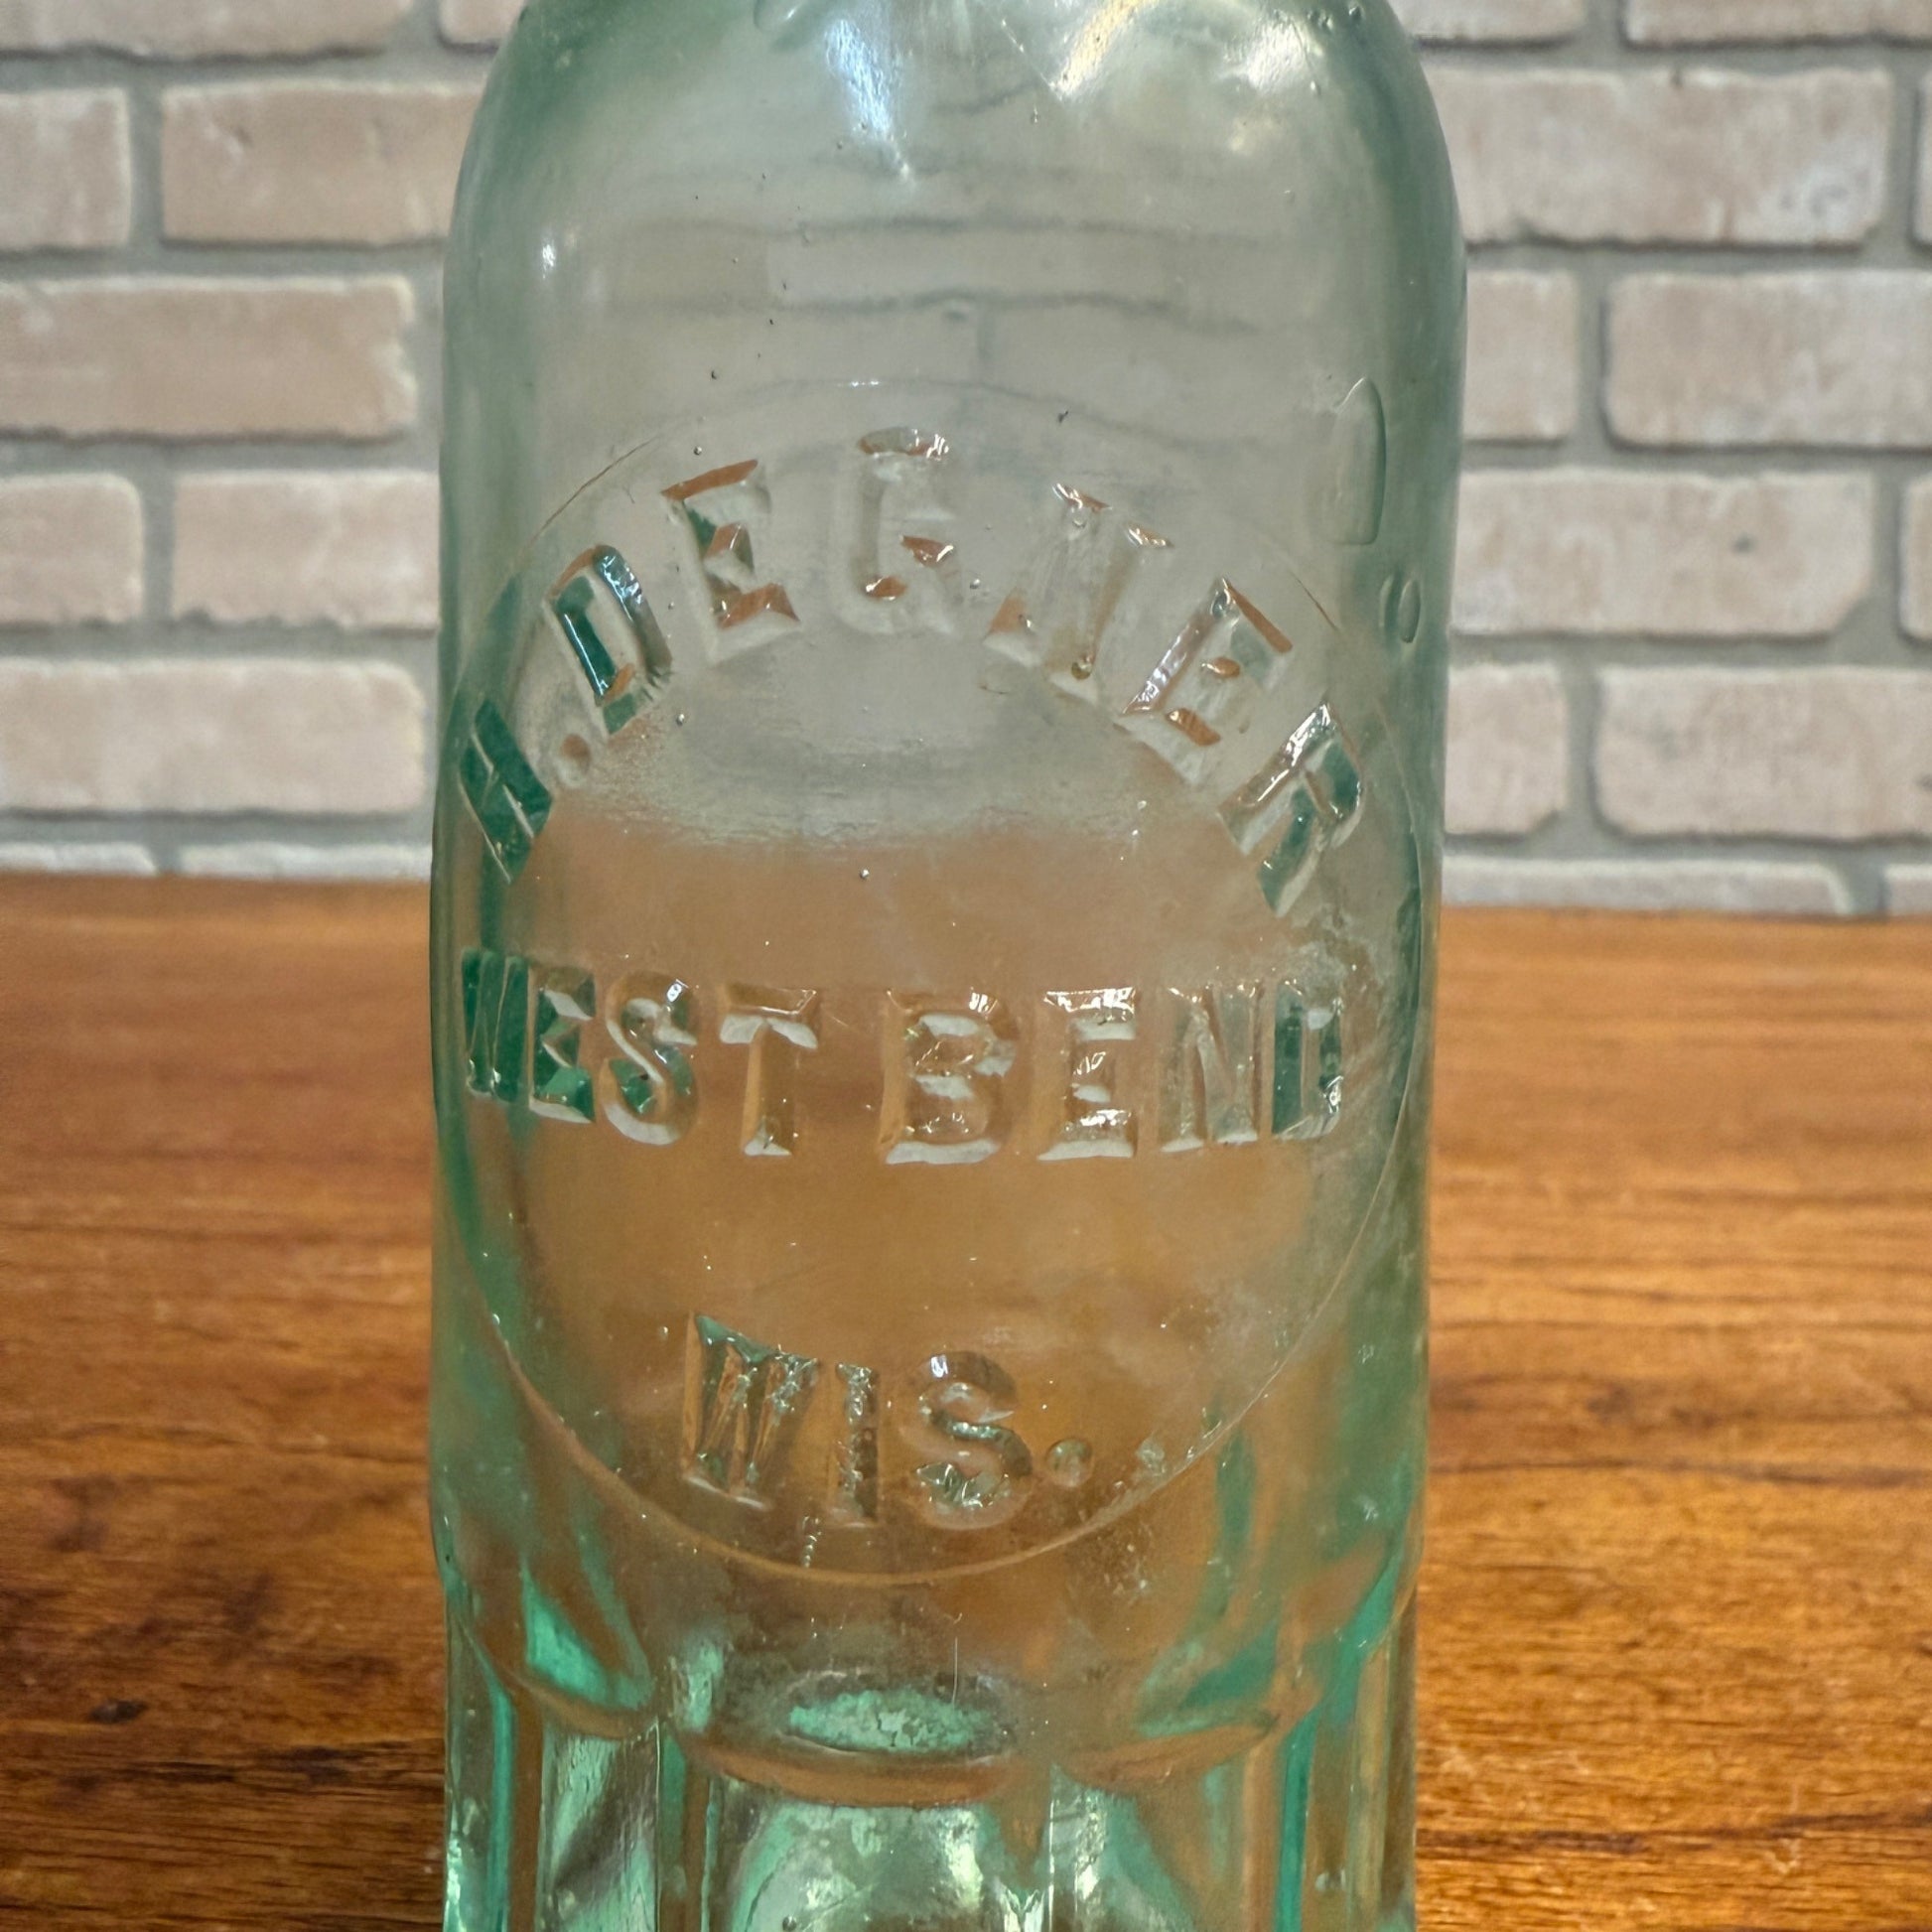 H. DEGNER
WEST BEND
WIS.